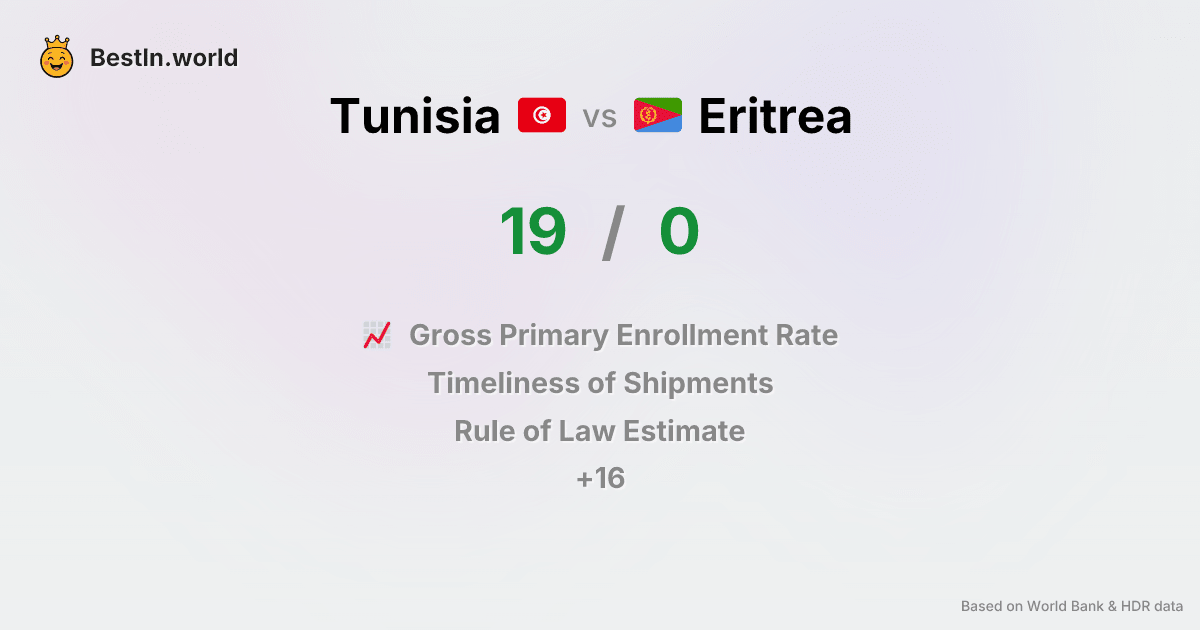 BestIn.world
Tunisia vs Eritrea
19 / 0
Gross Primary Enrollment Rate
Timeliness of Shipments
Rule of Law Estimate
+16
Based on World Bank & HDR data